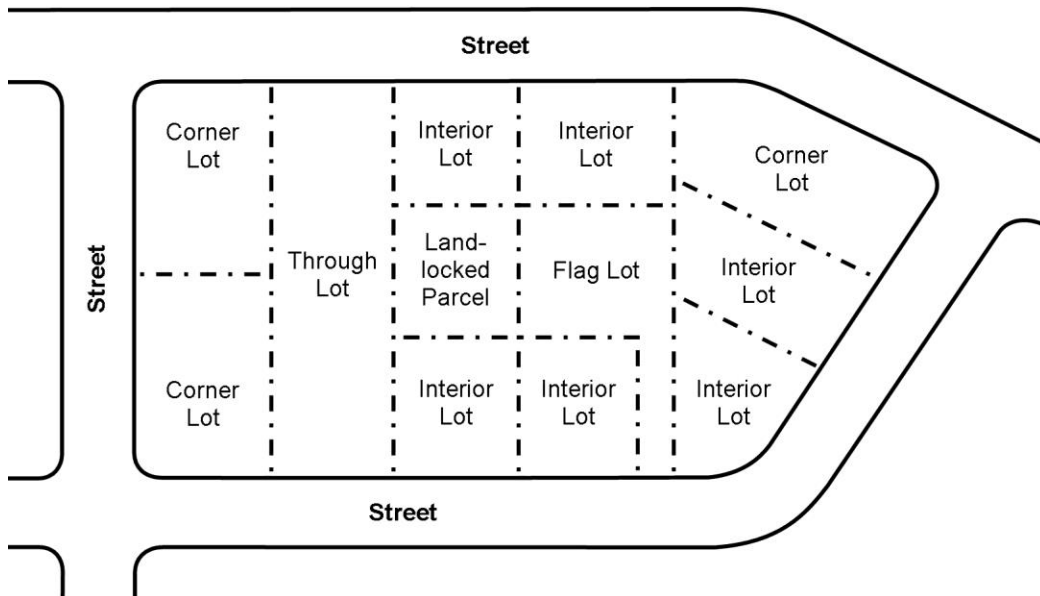 Street
Corner
Lot
Interior
Lot
Interior
Lot
Corner
Lot
Street
Through
Lot
Land-
locked
Parcel
Flag Lot
Interior
Lot
Corner
Lot
Interior
Lot
Interior
Lot
Interior
Lot
Street